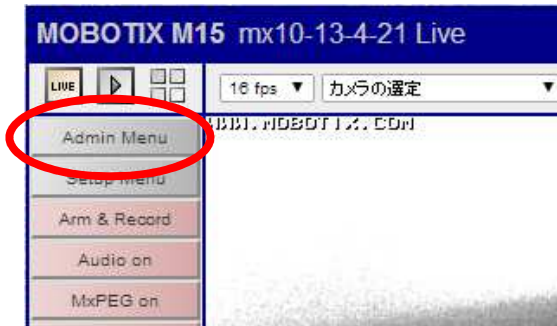 MOBOTIX M15 mx10-13-4-21 Live
LIVE
16 fps ▼ カメラの選定 ▼
WWW.MOBOTIX.COM
Admin Menu
Setup Menu
Arm & Record
Audio on
MxPEG on